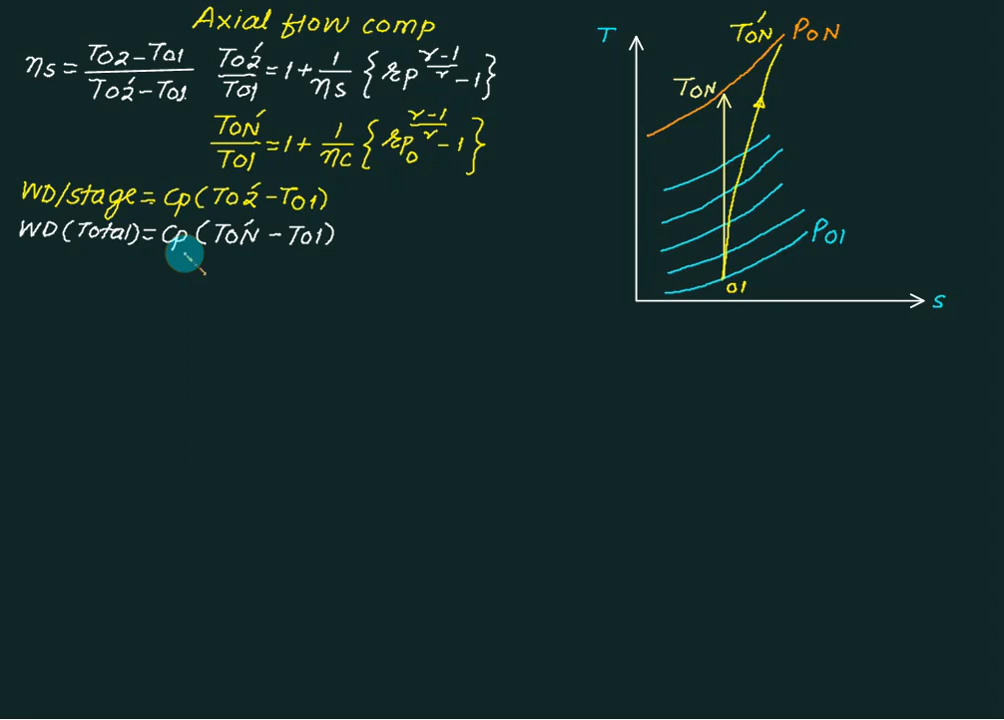 Axial flow comp
ηs = (T02 - T01)/(T02' - T01) T02'/T01 = 1 + 1/ηs {rp^((γ-1)/γ) - 1}
T0N'/T01 = 1 + 1/ηc {rp0^((γ-1)/γ) - 1}
WD/stage = Cp (T02' - T01)
WD (Total) = Cp (T0N' - T01)
T
T0N' P0N
T0N
P01
01
S